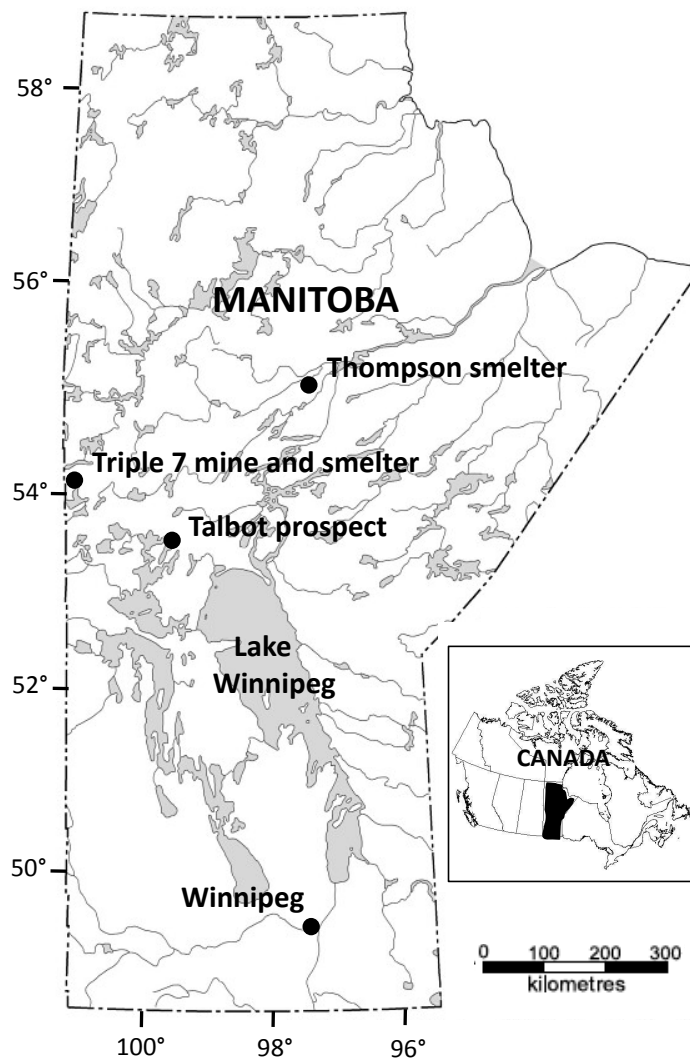 58°
56°
MANITOBA
Thompson smelter
Triple 7 mine and smelter
54°
Talbot prospect
Lake
Winnipeg
52°
CANADA
50°
Winnipeg
0 100 200 300
kilometres
100° 98° 96°